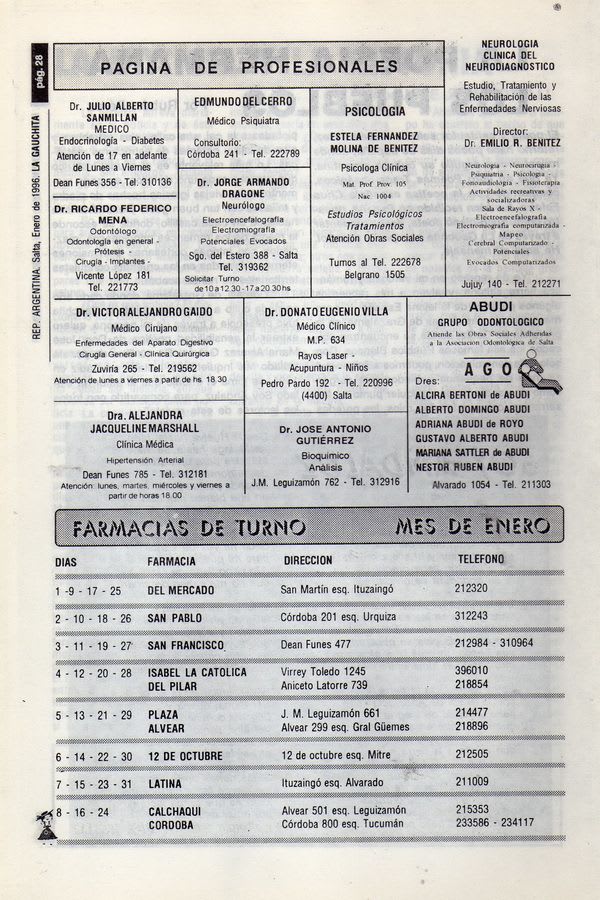 pág. 28
REP. ARGENTINA. Salta, Enero de 1996. LA GAUCHITA
PAGINA DE PROFESIONALES
Dr. JULIO ALBERTO
SANMILLAN
MEDICO
Endocrinología - Diabetes
Atención de 17 en adelante
de Lunes a Viernes
Dean Funes 356 - Tel. 310136
EDMUNDO DEL CERRO
Médico Psiquatra
Consultorio:
Córdoba 241 - Tel. 222789
PSICOLOGIA
ESTELA FERNANDEZ
MOLINA DE BENITEZ
Psicologa Clínica
Mat Prof Prov 105
Nac 1004
Estudios Psicológicos
Tratamientos
Atención Obras Sociales
Turnos al Tel. 222678
Belgrano 1505
NEUROLOGIA
CLINICA DEL
NEURODIAGNOSTICO
Estudio, Tratamiento y
Rehabilitación de las
Enfermedades Nerviosas
Director:
Dr. EMILIO R. BENITEZ
Neurología - Neurocirugía -
Psiquiatría - Psicología -
Fonoaudiología - Fisioterapia
Actividades recreativas y
socializadoras
Sala de Rayos X -
Electroencefalografía
Electromiografía computarizada -
Mapeo
Cerebral Computarizado -
Potenciales
Evocados Computarizados
Jujuy 140 - Tel. 212271
Dr. RICARDO FEDERICO
MENA
Odontólogo
Odontología en general -
Prótesis -
Cirugía - Implantes -
Vicente López 181
Tel. 221773
Dr. JORGE ARMANDO
DRAGONE
Neurólogo
Electroencefalografía
Electromiografía
Potenciales Evocados
Sgo. del Estero 388 - Salta
Tel. 319362
Solicitar Turno
de 10 a 12.30 - 17 a 20.30 hs
Dr. VICTOR ALEJANDRO GAIDO
Médico Cirujano
Enfermedades del Aparato Digestivo
Cirugía General - Clínica Quirúrgica
Zuviría 265 - Tel. 219562
Atención de lunes a viernes a partir de hs. 18.30
Dr. DONATO EUGENIO VILLA
Médico Clínico
M.P. 634
Rayos Laser -
Acupuntura - Niños
Pedro Pardo 192 - Tel. 220996
(4400) Salta
ABUDI
GRUPO ODONTOLOGICO
Atiende las Obras Sociales Adheridas
a la Asociacion Odontologica de Salta
AGO
Dres:
ALCIRA BERTONI de ABUDI
ALBERTO DOMINGO ABUDI
ADRIANA ABUDI de ROYO
GUSTAVO ALBERTO ABUDI
MARIANA SATTLER de ABUDI
NESTOR RUBEN ABUDI
Alvarado 1054 - Tel. 211303
Dra. ALEJANDRA
JACQUELINE MARSHALL
Clínica Médica
Hipertensión Arterial
Dean Funes 785 - Tel. 312181
Atención: lunes, martes, miércoles y viernes a
partir de horas 18.00
Dr. JOSE ANTONIO
GUTIÉRREZ
Bioquimico
Análisis
J.M. Leguizamón 762 - Tel. 312916
FARMACIAS DE TURNO MES DE ENERO
DIAS FARMACIA DIRECCION TELEFONO
1 -9 - 17 - 25 DEL MERCADO San Martín esq. Ituzaingó 212320
2 - 10 - 18 - 26 SAN PABLO Córdoba 201 esq. Urquiza 312243
3 - 11 - 19 - 27 SAN FRANCISCO Dean Funes 477 212984 - 310964
4 - 12 - 20 - 28 ISABEL LA CATOLICA Virrey Toledo 1245 396010
DEL PILAR Aniceto Latorre 739 218854
5 - 13 - 21 - 29 PLAZA J. M. Leguizamón 661 214477
ALVEAR Alvear 299 esq. Gral Güemes 218896
6 - 14 - 22 - 30 12 DE OCTUBRE 12 de octubre esq. Mitre 212505
7 - 15 - 23 - 31 LATINA Ituzaingó esq. Alvarado 211009
8 - 16 - 24 CALCHAQUI Alvear 501 esq. Leguizamón 215353
CORDOBA Córdoba 800 esq. Tucumán 233586 - 234117